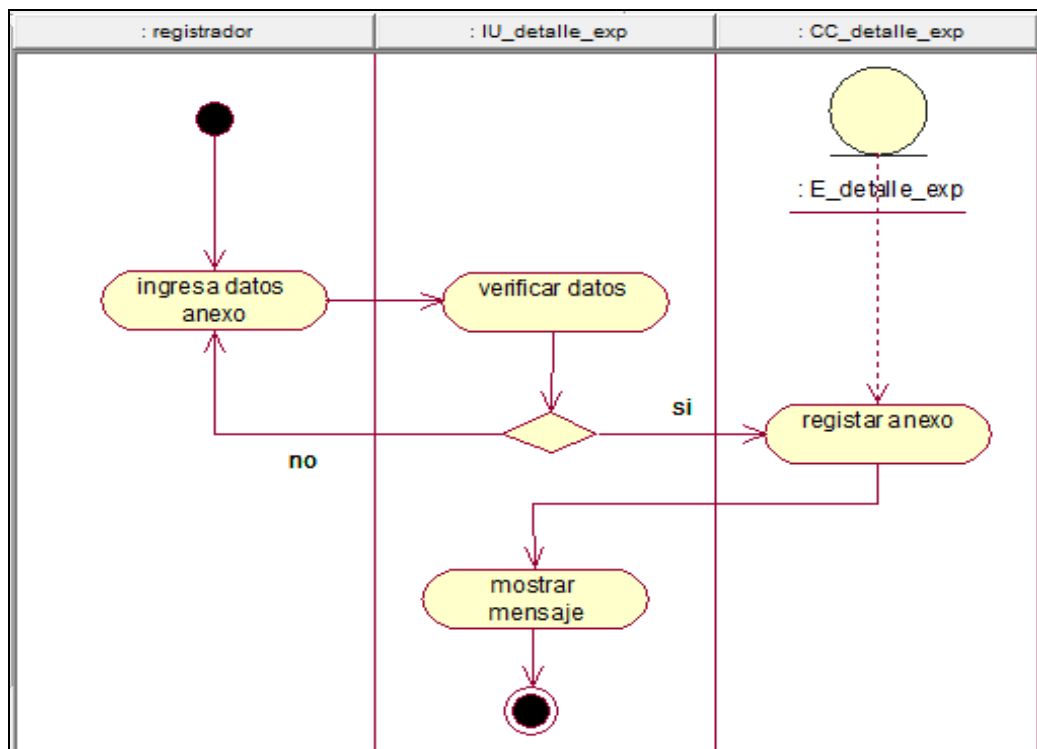 : registrador
: IU_detalle_exp
: CC_detalle_exp
: E_detalle_exp
ingresa datos
anexo
verificar datos
si
registar anexo
no
mostrar
mensaje